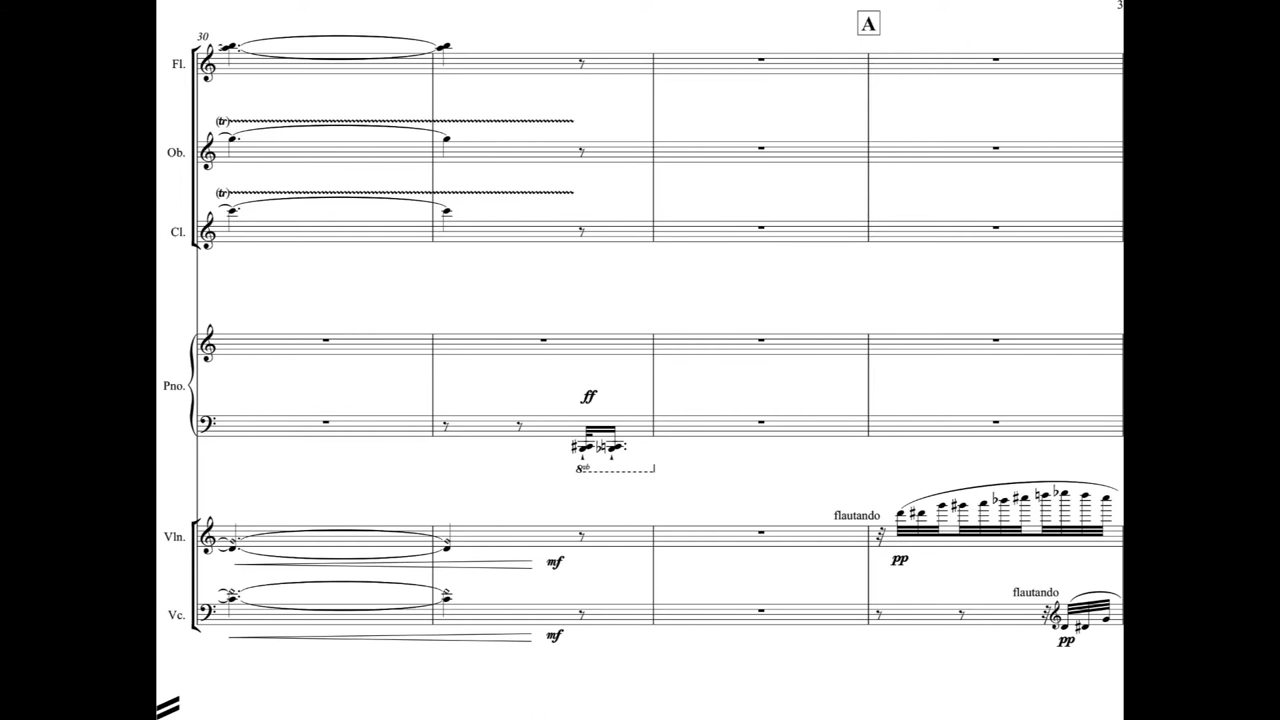 3
A
30
Fl.
(tr)
Ob.
(tr)
Cl.
Pno.
ff
8vb
flautando
Vln.
mf
pp
flautando
Vc.
mf
pp